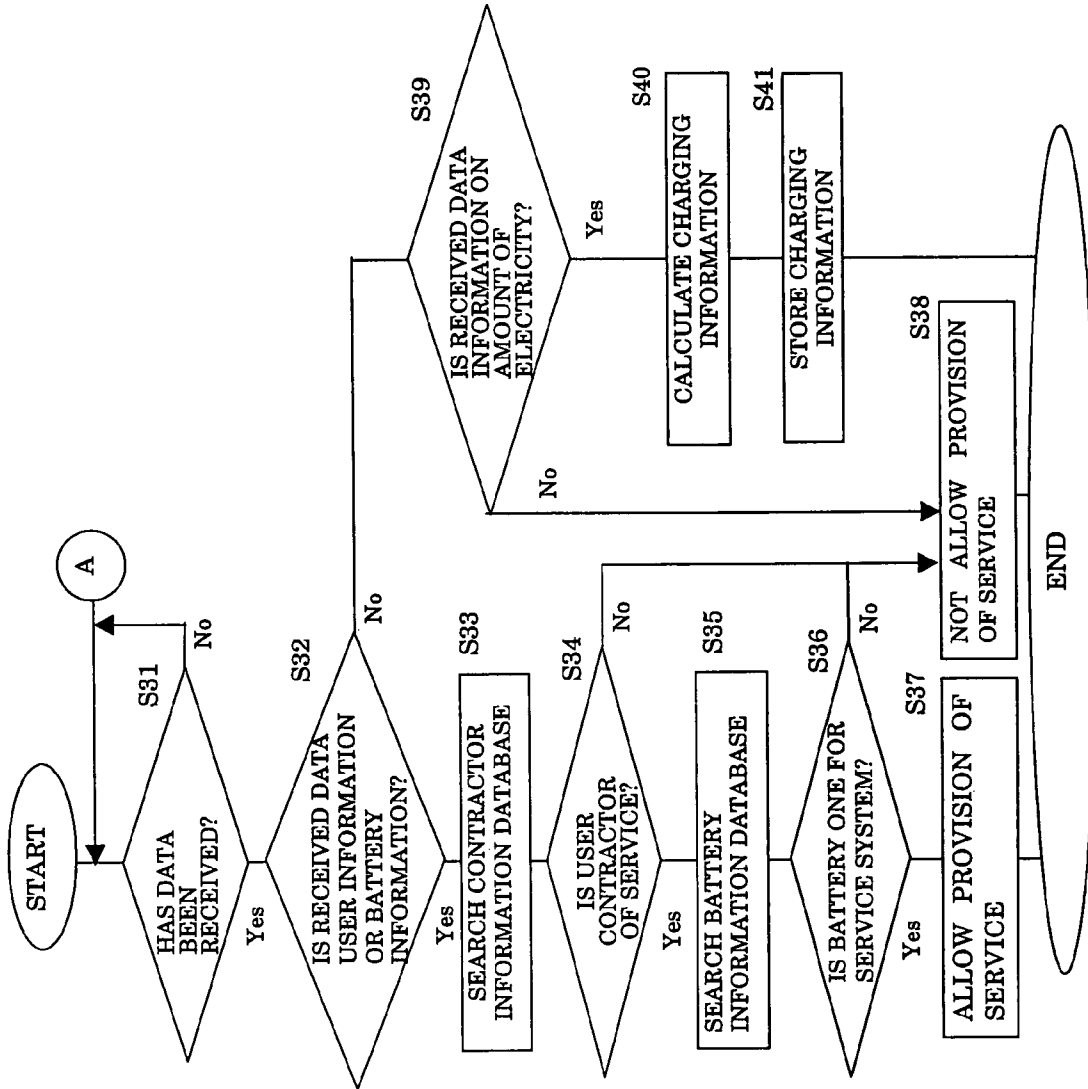 START
A
S31
HAS DATA
BEEN
RECEIVED?
No
Yes
S32
IS RECEIVED DATA
USER INFORMATION
OR BATTERY
INFORMATION?
No
Yes
S33
SEARCH CONTRACTOR
INFORMATION DATABASE
S34
IS USER
CONTRACTOR
OF SERVICE?
No
Yes
S35
SEARCH BATTERY
INFORMATION DATABASE
S36
IS BATTERY ONE FOR
SERVICE SYSTEM?
No
Yes
S37
ALLOW PROVISION OF
SERVICE
S38
NOT ALLOW PROVISION
OF SERVICE
S39
IS RECEIVED DATA
INFORMATION ON
AMOUNT OF
ELECTRICITY?
No
Yes
S40
CALCULATE CHARGING
INFORMATION
S41
STORE CHARGING
INFORMATION
END